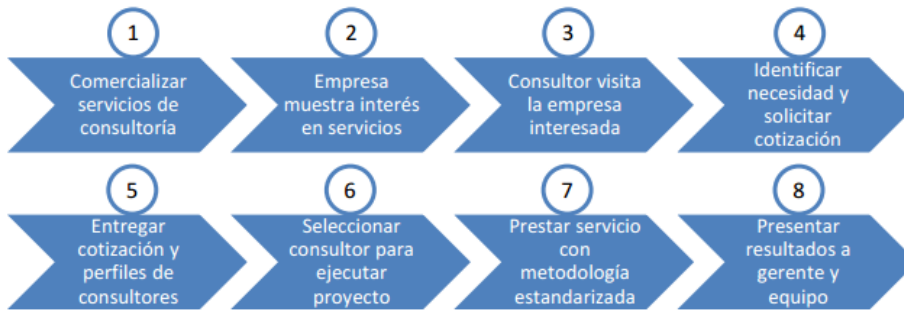 1
Comercializar
servicios de
consultoría
2
Empresa
muestra interés
en servicios
3
Consultor visita
la empresa
interesada
4
Identificar
necesidad y
solicitar
cotización
5
Entregar
cotización y
perfiles de
consultores
6
Seleccionar
consultor para
ejecutar
proyecto
7
Prestar servicio
con
metodología
estandarizada
8
Presentar
resultados a
gerente y
equipo